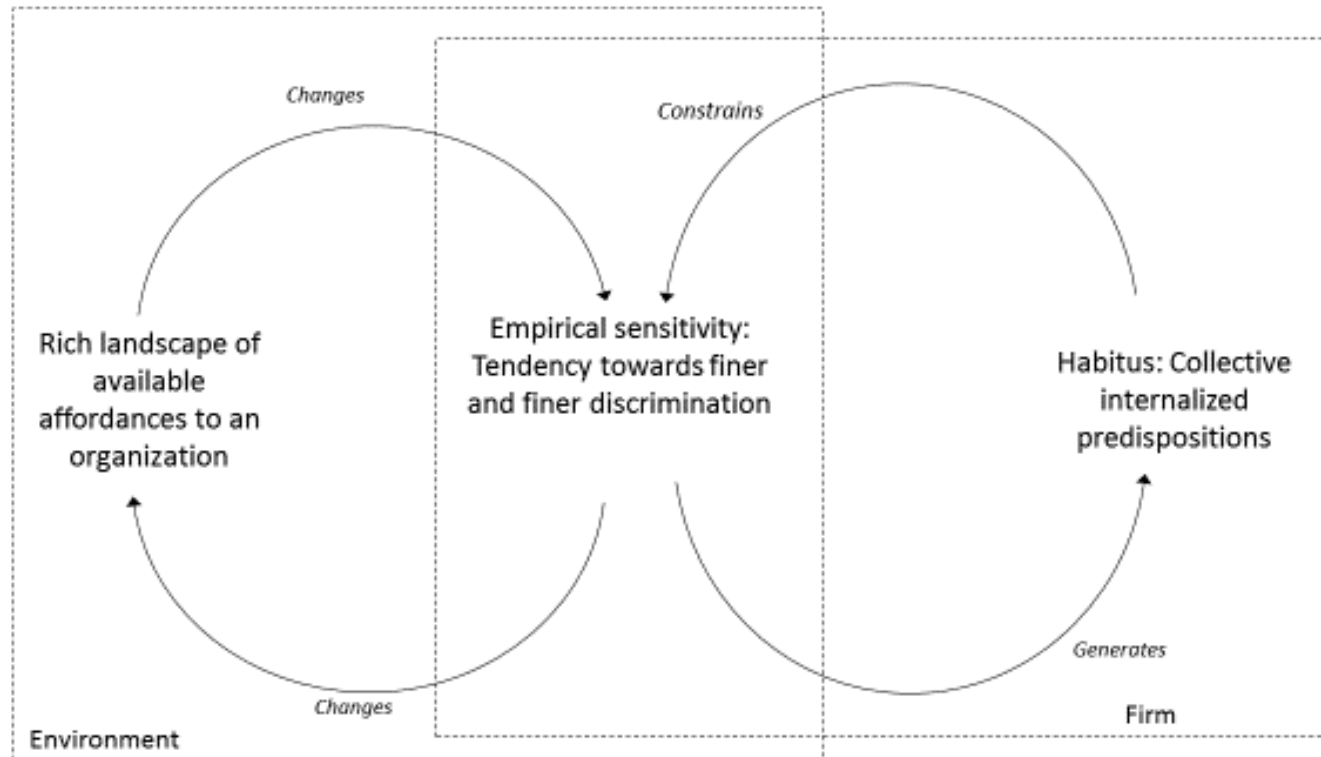 Changes
Constrains
Rich landscape of
available
affordances to an
organization
Empirical sensitivity:
Tendency towards finer
and finer discrimination
Habitus: Collective
internalized
predispositions
Changes
Generates
Environment
Firm